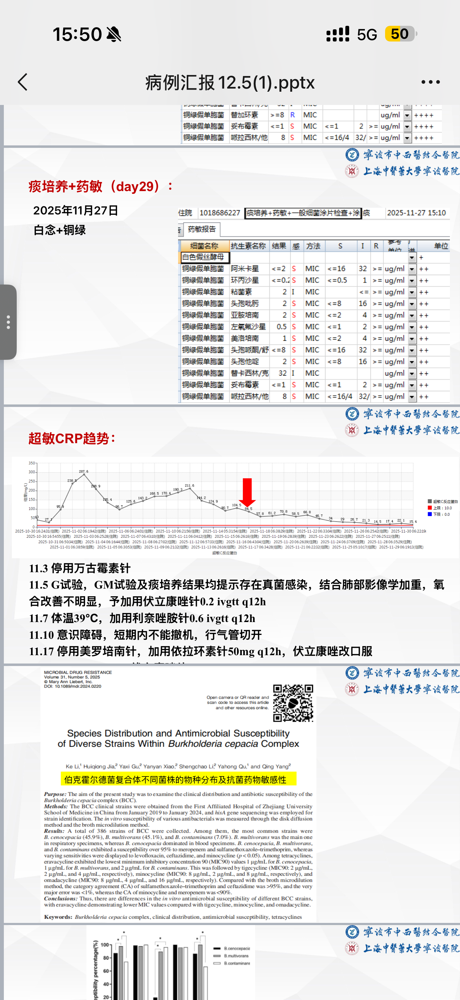 15:50
5G
50
病例汇报12.5(1).pptx
铜绿假单胞菌 替加环素 >=8 R MIC ug/ml ++++
铜绿假单胞菌 妥布霉素 <=1 S MIC <=1 2 >= ug/ml ++++
铜绿假单胞菌 哌拉西林/他 8 S MIC <=16/4 32/ >= ug/ml ++++
寧波市中西醫结合醫院
上海中醫藥大學寧波醫院
痰培养+药敏（day29）：
2025年11月27日
白念+铜绿
住院 1018686227 痰培养+药敏+一般细菌涂片检查+涂 痰 2025-11-27 15:10
药敏报告
细菌名称 抗生素名称 结果 感 方法 S I R 单位
白色假丝酵母 +
铜绿假单胞菌 阿米卡星 <=2 S MIC <=16 32 >= ug/ml ++
铜绿假单胞菌 环丙沙星 <=0.2 S MIC <=0.5 1 >= ug/ml ++
铜绿假单胞菌 粘菌素 2 I MIC <= >= ug/ml ++
铜绿假单胞菌 头孢吡肟 2 S MIC <=8 16 >= ug/ml ++
铜绿假单胞菌 亚胺培南 2 S MIC <=2 4 >= ug/ml ++
铜绿假单胞菌 左氧氟沙星 0.5 S MIC <=1 2 >= ug/ml ++
铜绿假单胞菌 美洛培南 1 S MIC <=2 4 >= ug/ml ++
铜绿假单胞菌 头孢哌酮/舒 <=8 S MIC <=16 32 >= ug/ml ++
铜绿假单胞菌 头孢他啶 2 S MIC <=8 16 >= ug/ml ++
铜绿假单胞菌 替卡西林/克 32 I MIC ug/ml ++
铜绿假单胞菌 妥布霉素 <=1 S MIC <=1 2 >= ug/ml ++
铜绿假单胞菌 哌拉西林/他 8 S MIC <=16/4 32/ >= ug/ml ++
寧波市中西醫结合醫院
上海中醫藥大學寧波醫院
超敏CRP趋势：
结果(mg/L)
350
300
250
200
150
100
50
0
27.1 95.9 238.5 287.6 208.9 135.4 96.7 125.6 143.2 168.5 170.4 190.3 211.6 144.2 124.9 90.7 104.5 84.5 57.8 61.2 70.8 58.5 66.8 46.7 34 29 26.7 21.3 14.5 17.4 22.1 15.4
超敏C反应蛋白
上限：10.0
下限：0.0
2025-10-30 16:24:31(住院) 2025-11-02 06:19:42(住院) 2025-11-06 06:24:01(住院) 2025-11-10 06:21:56(住院) 2025-11-14 05:31:54(住院) 2025-11-18 06:38:29(住院) 2025-11-22 06:33:04(住院) 2025-11-26 06:25:42(住院) 2025-11-30 06:22:19(
2025-10-30 16:54:55(住院) 2025-11-03 06:25:28(住院) 2025-11-07 06:43:10(住院) 2025-11-11 06:04:12(住院) 2025-11-15 06:26:16(住院) 2025-11-19 06:28:39(住院) 2025-11-23 06:26:22(住院) 2025-11-27 06:25:11(住院)
2025-10-31 06:50:34(住院) 2025-11-04 06:16:44(住院) 2025-11-08 06:27:02(住院) 2025-11-12 06:57:33(住院) 2025-11-16 06:43:04(住院) 2025-11-20 06:26:39(住院) 2025-11-24 06:37:09(住院) 2025-11-28 06:35:29(住院)
2025-11-01 06:38:59(住院) 2025-11-05 06:30:53(住院) 2025-11-09 06:21:32(住院) 2025-11-13 06:26:16(住院) 2025-11-17 06:34:28(住院) 2025-11-21 06:22:32(住院) 2025-11-25 05:10:17(住院) 2025-11-29 06:19:13(住院)
超敏C反应蛋白
11.3 停用万古霉素针
11.5 G试验，GM试验及痰培养结果均提示存在真菌感染，结合肺部影像学加重，氧
合改善不明显，予加用伏立康唑针0.2 ivgtt q12h
11.7 体温39℃，加用利奈唑胺针0.6 ivgtt q12h
11.10 意识障碍，短期内不能撤机，行气管切开
11.17 停用美罗培南针，加用依拉环素针50mg q12h，伏立康唑改口服
MICROBIAL DRUG RESISTANCE
Volume 31, Number 5, 2025
© Mary Ann Liebert, Inc.
DOI: 10.1089/mdr.2024.0220
寧波市中西醫结合醫院
上海中醫藥大學寧波醫院
Open camera or QR reader and
scan code to access this article
and other resources online.
Species Distribution and Antimicrobial Susceptibility
of Diverse Strains Within Burkholderia cepacia Complex
Ke Li,1 Huiqiong Jia,2 Yaxi Gu,2 Yanyan Xiao,2 Shengchao Li,2 Yahong Qu,1 and Qing Yang2
伯克霍尔德菌复合体不同菌株的物种分布及抗菌药物敏感性
Purpose: The aim of the present study was to examine the clinical distribution and antibiotic susceptibility of the
Burkholderia cepacia complex (BCC).
Methods: The BCC clinical strains were obtained from the First Affiliated Hospital of Zhejiang University
School of Medicine in China from January 2019 to January 2024, and hisA gene sequencing was employed for
strain identification. The in vitro susceptibility of various antibacterials was measured through the disk diffusion
method and the broth microdilution method.
Results: A total of 386 strains of BCC were collected. Among them, the most common strains were
B. cenocepacia (45.9%), B. multivorans (45.1%), and B. contaminans (7.0%). B. multivorans was the main one
in respiratory specimens, whereas B. cenocepacia dominated in blood specimens. B. cenocepacia, B. multivorans,
and B. contaminans exhibited a susceptibility over 95% to meropenem and sulfamethoxazole–trimethoprim, whereas
varying sensitivities were displayed to levofloxacin, ceftazidime, and minocycline (p < 0.05). Among tetracyclines,
eravacycline exhibited the lowest minimum inhibitory concentration 90 (MIC90) values 1 μg/mL for B. cenocepacia,
1 μg/mL for B. multivorans, and 2 μg/mL for B. contaminans. This was followed by tigecycline (MIC90: 2 μg/mL,
2 μg/mL, and 4 μg/mL, respectively), minocycline (MIC90: 8 μg/mL, 2 μg/mL, and 8 μg/mL, respectively), and
omadacycline (MIC90: 8 μg/mL, 4 μg/mL, and 16 μg/mL, respectively). Compared with the broth microdilution
method, the category agreement (CA) of sulfamethoxazole–trimethoprim and ceftazidime was >95%, and the very
major error was <1%, whereas the CA of minocycline and meropenem was <90%.
Conclusions: Thus, there are differences in the in vitro antimicrobial susceptibility of different BCC strains,
with eravacycline demonstrating lower MIC values compared with tigecycline, minocycline, and omadacycline.
Keywords: Burkholderia cepacia complex, clinical distribution, antimicrobial susceptibility, tetracyclines
寧波市中西醫结合醫院
上海中醫藥大學寧波醫院
eptibility percentage(%)
100
80
60
40
20
B.cenocepacia
B.multivorans
B.contaminans